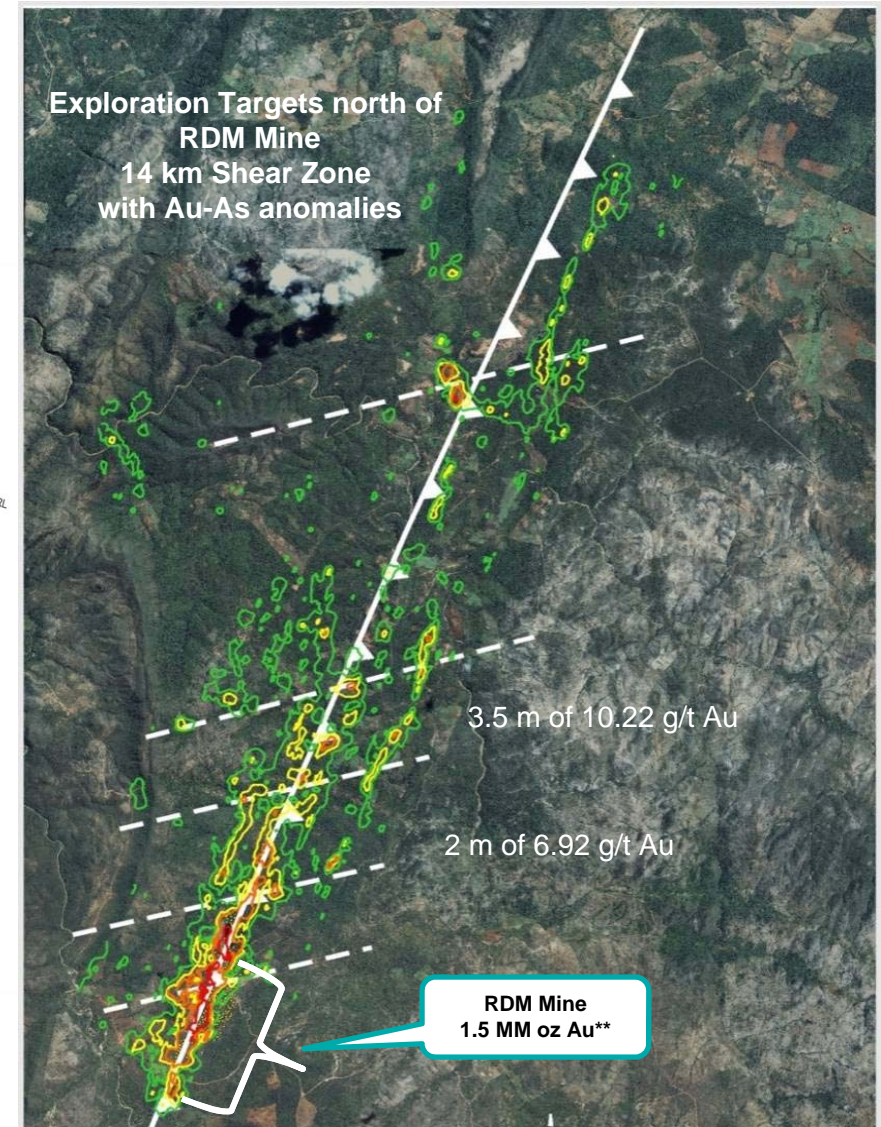 Exploration Targets north of
RDM Mine
14 km Shear Zone
with Au-As anomalies
3.5 m of 10.22 g/t Au
2 m of 6.92 g/t Au
RDM Mine
1.5 MM oz Au**